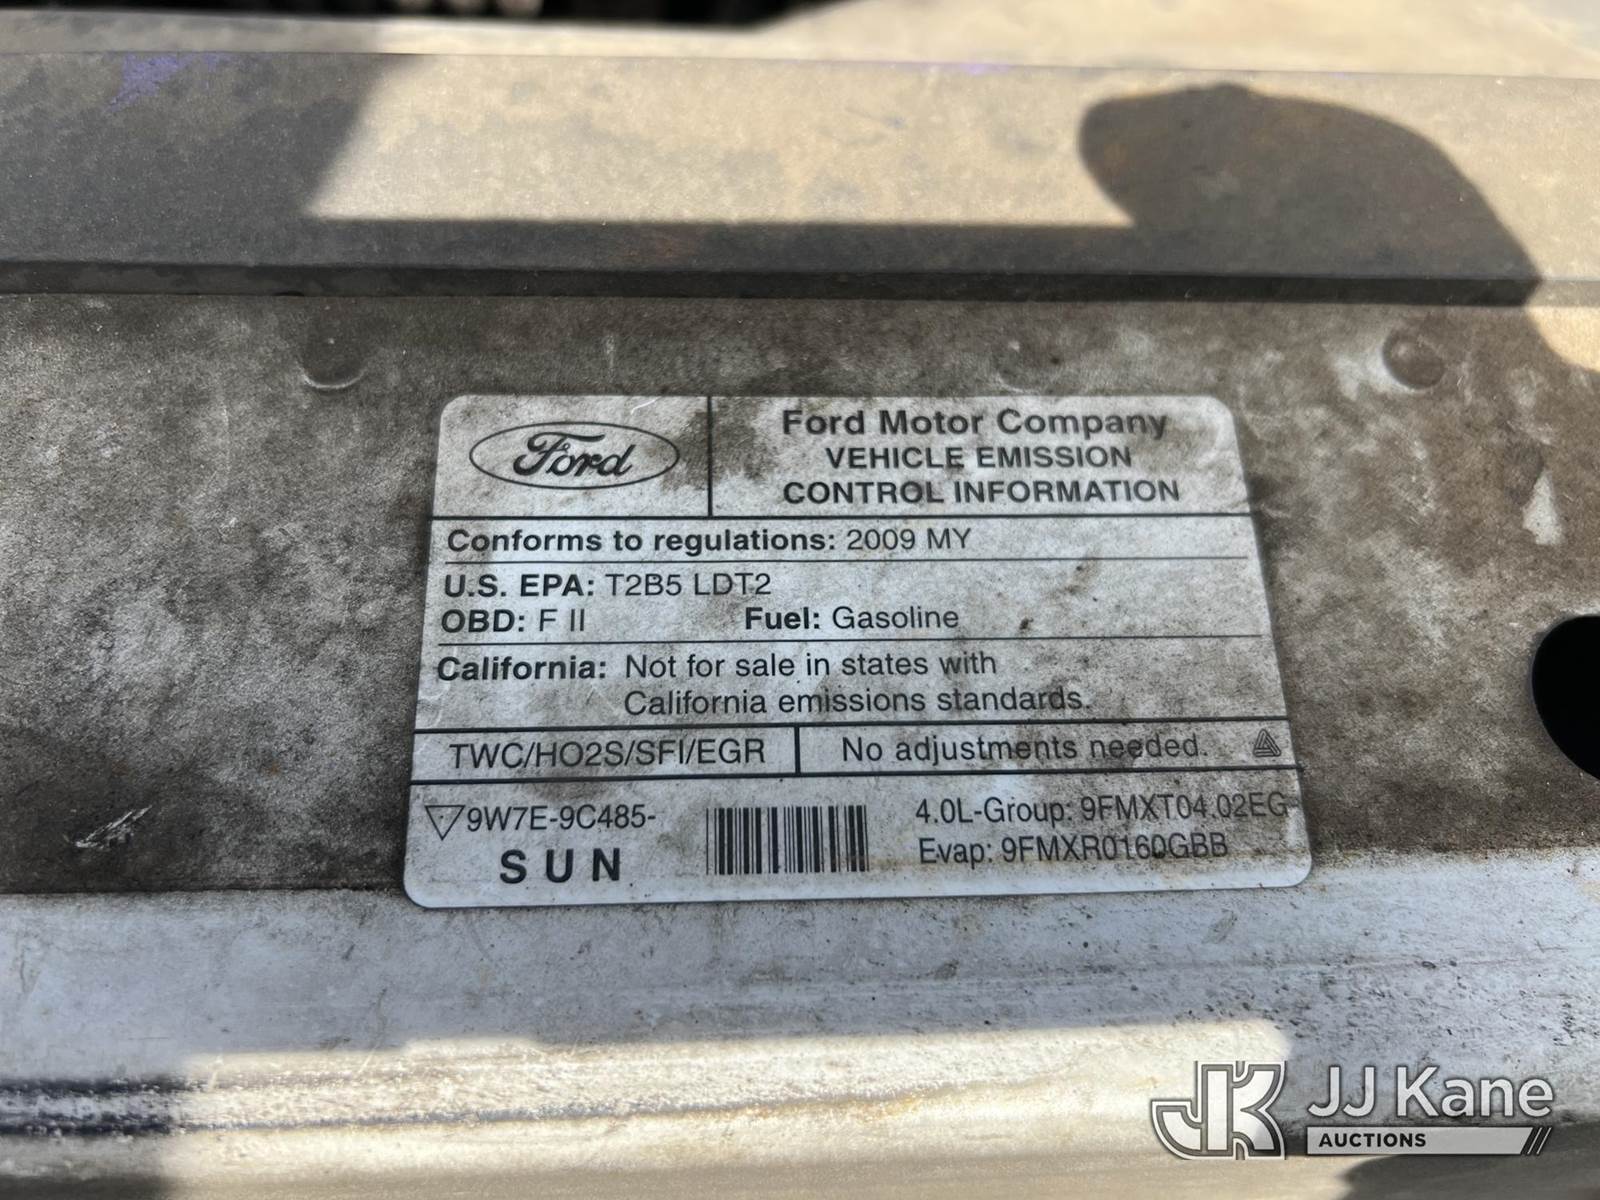 Ford
Ford Motor Company
VEHICLE EMISSION
CONTROL INFORMATION
Conforms to regulations: 2009 MY
U.S. EPA: T2B5 LDT2
OBD: F II Fuel: Gasoline
California: Not for sale in states with
California emissions standards.
TWC/HO2S/SFI/EGR
No adjustments needed.
9W7E-9C485-
SUN
4.0L-Group: 9FMXT04.02EG
Evap: 9FMXR0160GBB
JK
JJ Kane
AUCTIONS